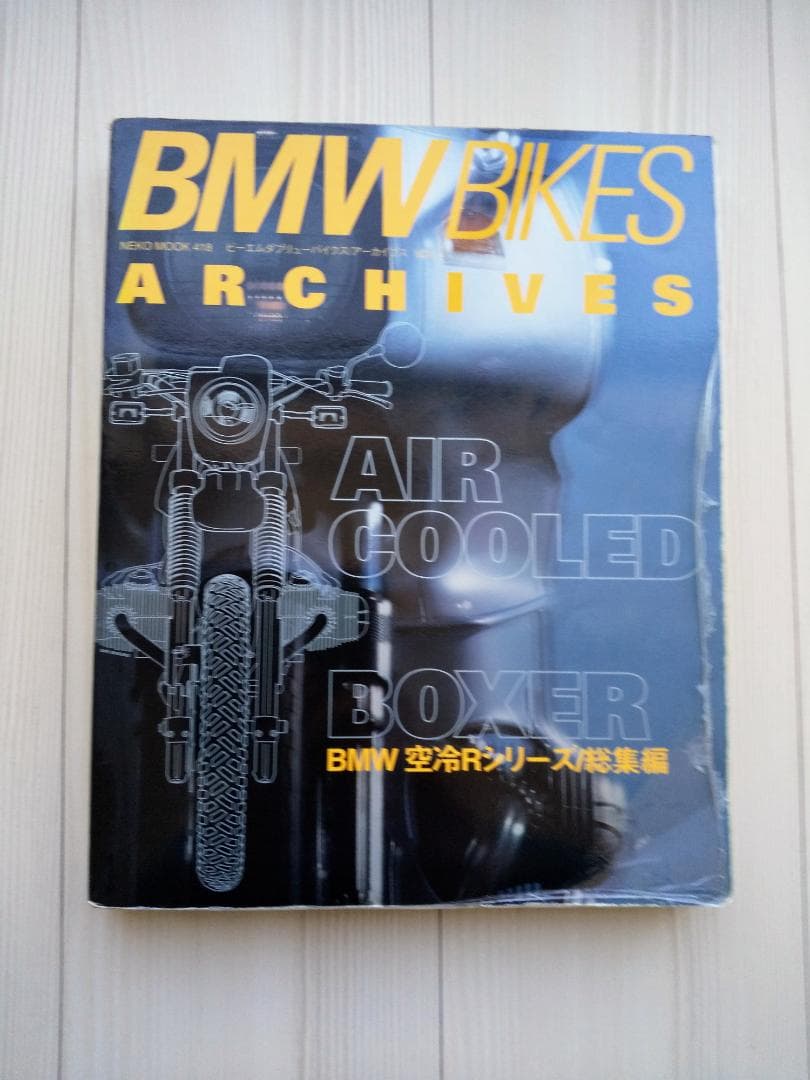 BMW BIKES
NEKO MOOK 418 ビーエムダブリューバイクスアーカイブス
ARCHIVES
AIR
COOLED
BOXER
BMW 空冷Rシリーズ/総集編